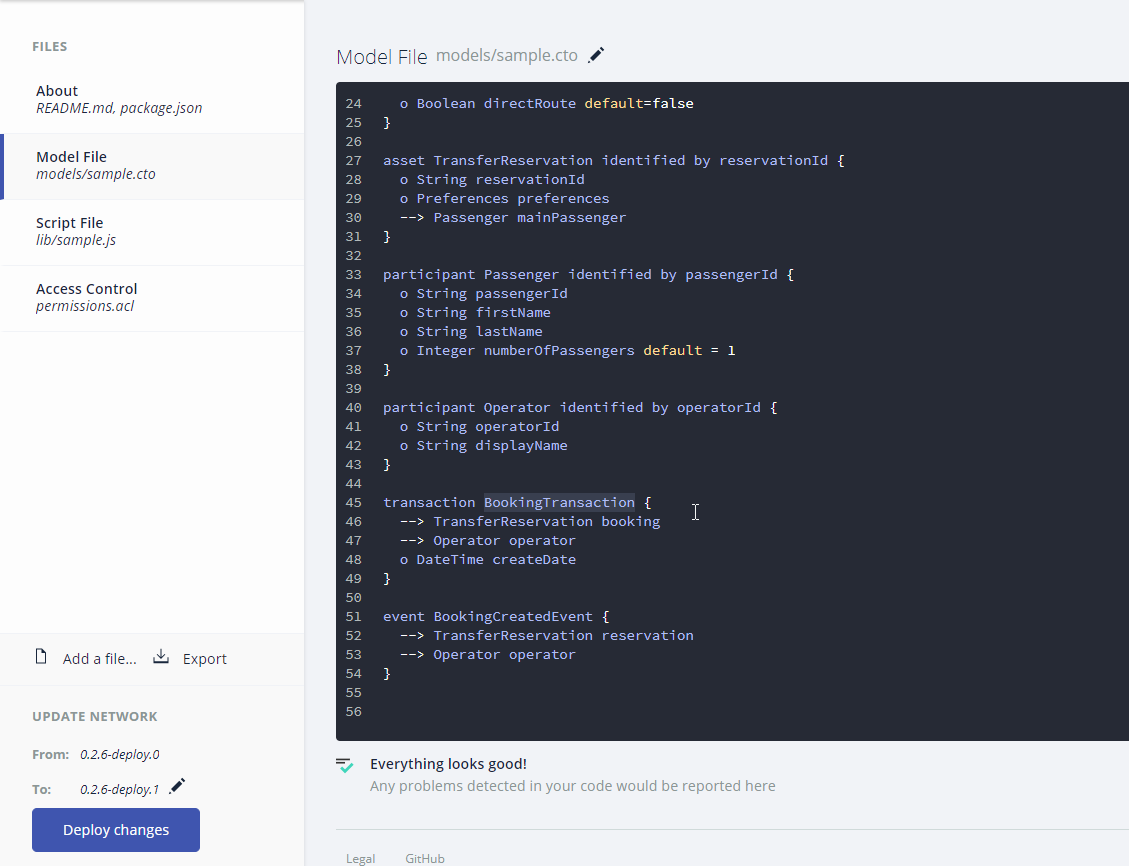 FILES
About
README.md, package.json
Model File
models/sample.cto
Script File
lib/sample.js
Access Control
permissions.acl
Add a file... Export
UPDATE NETWORK
From: 0.2.6-deploy.0
To: 0.2.6-deploy.1
Deploy changes
Model File models/sample.cto
24 o Boolean directRoute default=false
25 }
26
27 asset TransferReservation identified by reservationId {
28 o String reservationId
29 o Preferences preferences
30 --> Passenger mainPassenger
31 }
32
33 participant Passenger identified by passengerId {
34 o String passengerId
35 o String firstName
36 o String lastName
37 o Integer numberOfPassengers default = 1
38 }
39
40 participant Operator identified by operatorId {
41 o String operatorId
42 o String displayName
43 }
44
45 transaction BookingTransaction {
46 --> TransferReservation booking
47 --> Operator operator
48 o DateTime createDate
49 }
50
51 event BookingCreatedEvent {
52 --> TransferReservation reservation
53 --> Operator operator
54 }
55
56
Everything looks good!
Any problems detected in your code would be reported here
Legal GitHub